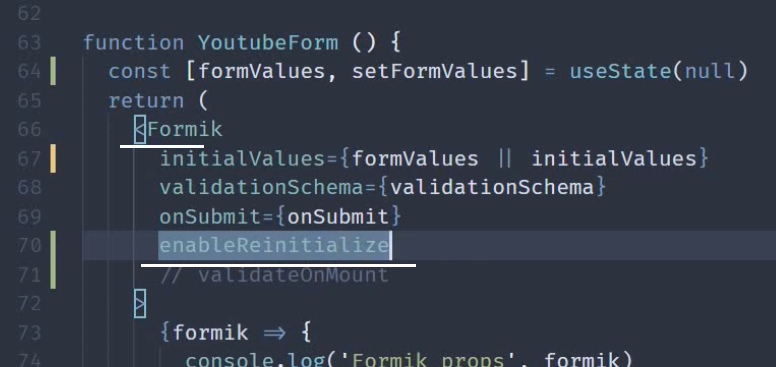 62
63 function YoutubeForm () {
64 const [formValues, setFormValues] = useState(null)
65 return (
66 <Formik
67 initialValues={formValues || initialValues}
68 validationSchema={validationSchema}
69 onSubmit={onSubmit}
70 enableReinitialize
71 // validateOnMount
72 >
73 {formik => {
74 console.log('Formik props', formik)